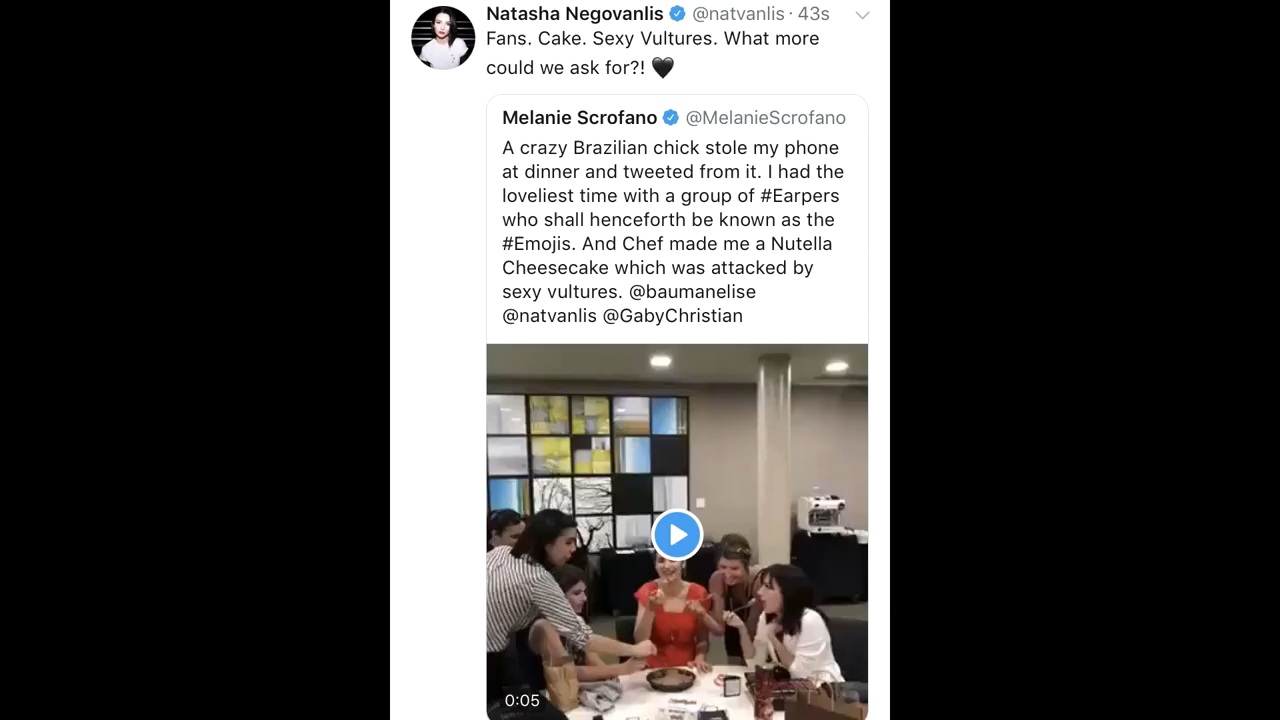 Natasha Negovanlis @natvanlis · 43s
Fans. Cake. Sexy Vultures. What more
could we ask for?! 🖤
Melanie Scrofano @MelanieScrofano
A crazy Brazilian chick stole my phone
at dinner and tweeted from it. I had the
loveliest time with a group of #Earpers
who shall henceforth be known as the
#Emojis. And Chef made me a Nutella
Cheesecake which was attacked by
sexy vultures. @baumanelise
@natvanlis @GabyChristian
0:05